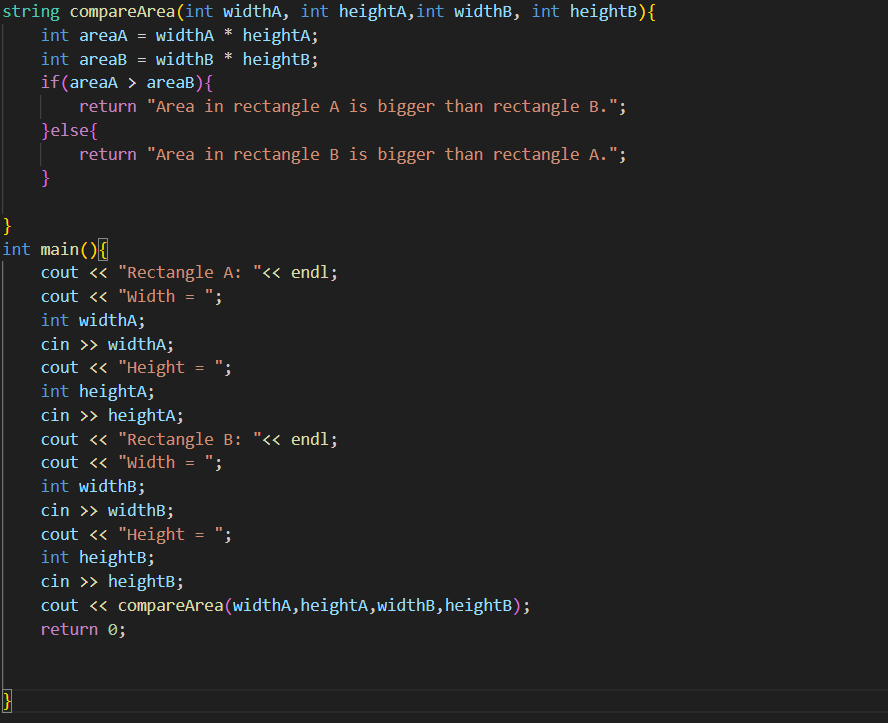 string compareArea(int widthA, int heightA,int widthB, int heightB){
    int areaA = widthA * heightA;
    int areaB = widthB * heightB;
    if(areaA > areaB){
        return "Area in rectangle A is bigger than rectangle B.";
    }else{
        return "Area in rectangle B is bigger than rectangle A.";
    }
}
int main(){
    cout << "Rectangle A: "<< endl;
    cout << "Width = ";
    int widthA;
    cin >> widthA;
    cout << "Height = ";
    int heightA;
    cin >> heightA;
    cout << "Rectangle B: "<< endl;
    cout << "Width = ";
    int widthB;
    cin >> widthB;
    cout << "Height = ";
    int heightB;
    cin >> heightB;
    cout << compareArea(widthA,heightA,widthB,heightB);
    return 0;
}